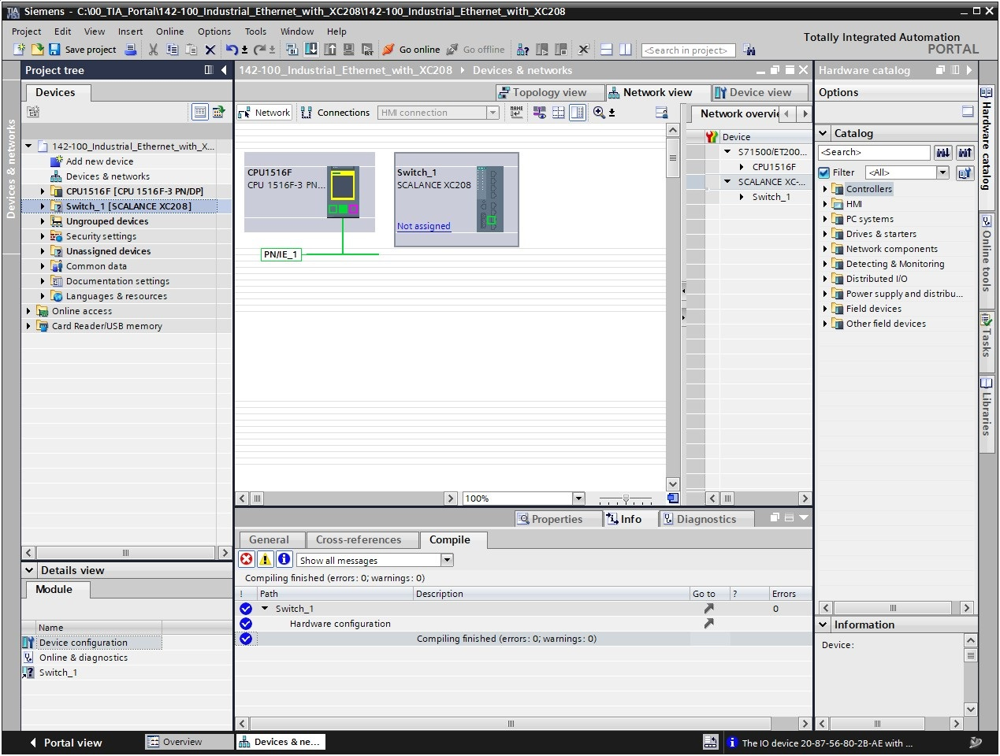 Siemens - C:\00_TIA_Portal\142-100_Industrial_Ethernet_with_XC208\142-100_Industrial_Ethernet_with_XC208
Project Edit View Insert Online Options Tools Window Help
Totally Integrated Automation
PORTAL
Save project
Go online
Go offline
<Search in project>
Project tree
142-100_Industrial_Ethernet_with_XC208 Devices & networks
Hardware catalog
Devices
Topology view
Network view
Device view
Options
Network
Connections
HMI connection
Network overvie
Device
S71500/ET200...
CPU1516F
SCALANCE XC-...
Switch_1
142-100_Industrial_Ethernet_with_X...
Add new device
Devices & networks
CPU1516F [CPU 1516F-3 PN/DP]
Switch_1 [SCALANCE XC208]
Ungrouped devices
Security settings
Unassigned devices
Common data
Documentation settings
Languages & resources
Online access
Card Reader/USB memory
Devices & networks
CPU1516F
CPU 1516F-3 PN...
Switch_1
SCALANCE XC208
Not assigned
PN/IE_1
100%
Catalog
<Search>
Filter
<All>
Controllers
HMI
PC systems
Drives & starters
Network components
Detecting & Monitoring
Distributed I/O
Power supply and distribu...
Field devices
Other field devices
Hardware catalog
Online tools
Tasks
Libraries
Properties
Info
Diagnostics
General
Cross-references
Compile
Show all messages
Compiling finished (errors: 0; warnings: 0)
! Path Description Go to ? Errors
Switch_1 0
Hardware configuration
Compiling finished (errors: 0; warnings: 0)
Details view
Module
Name
Device configuration
Online & diagnostics
Switch_1
Information
Device:
Portal view
Overview
Devices & ne...
The IO device 20-87-56-80-2B-AE with ...